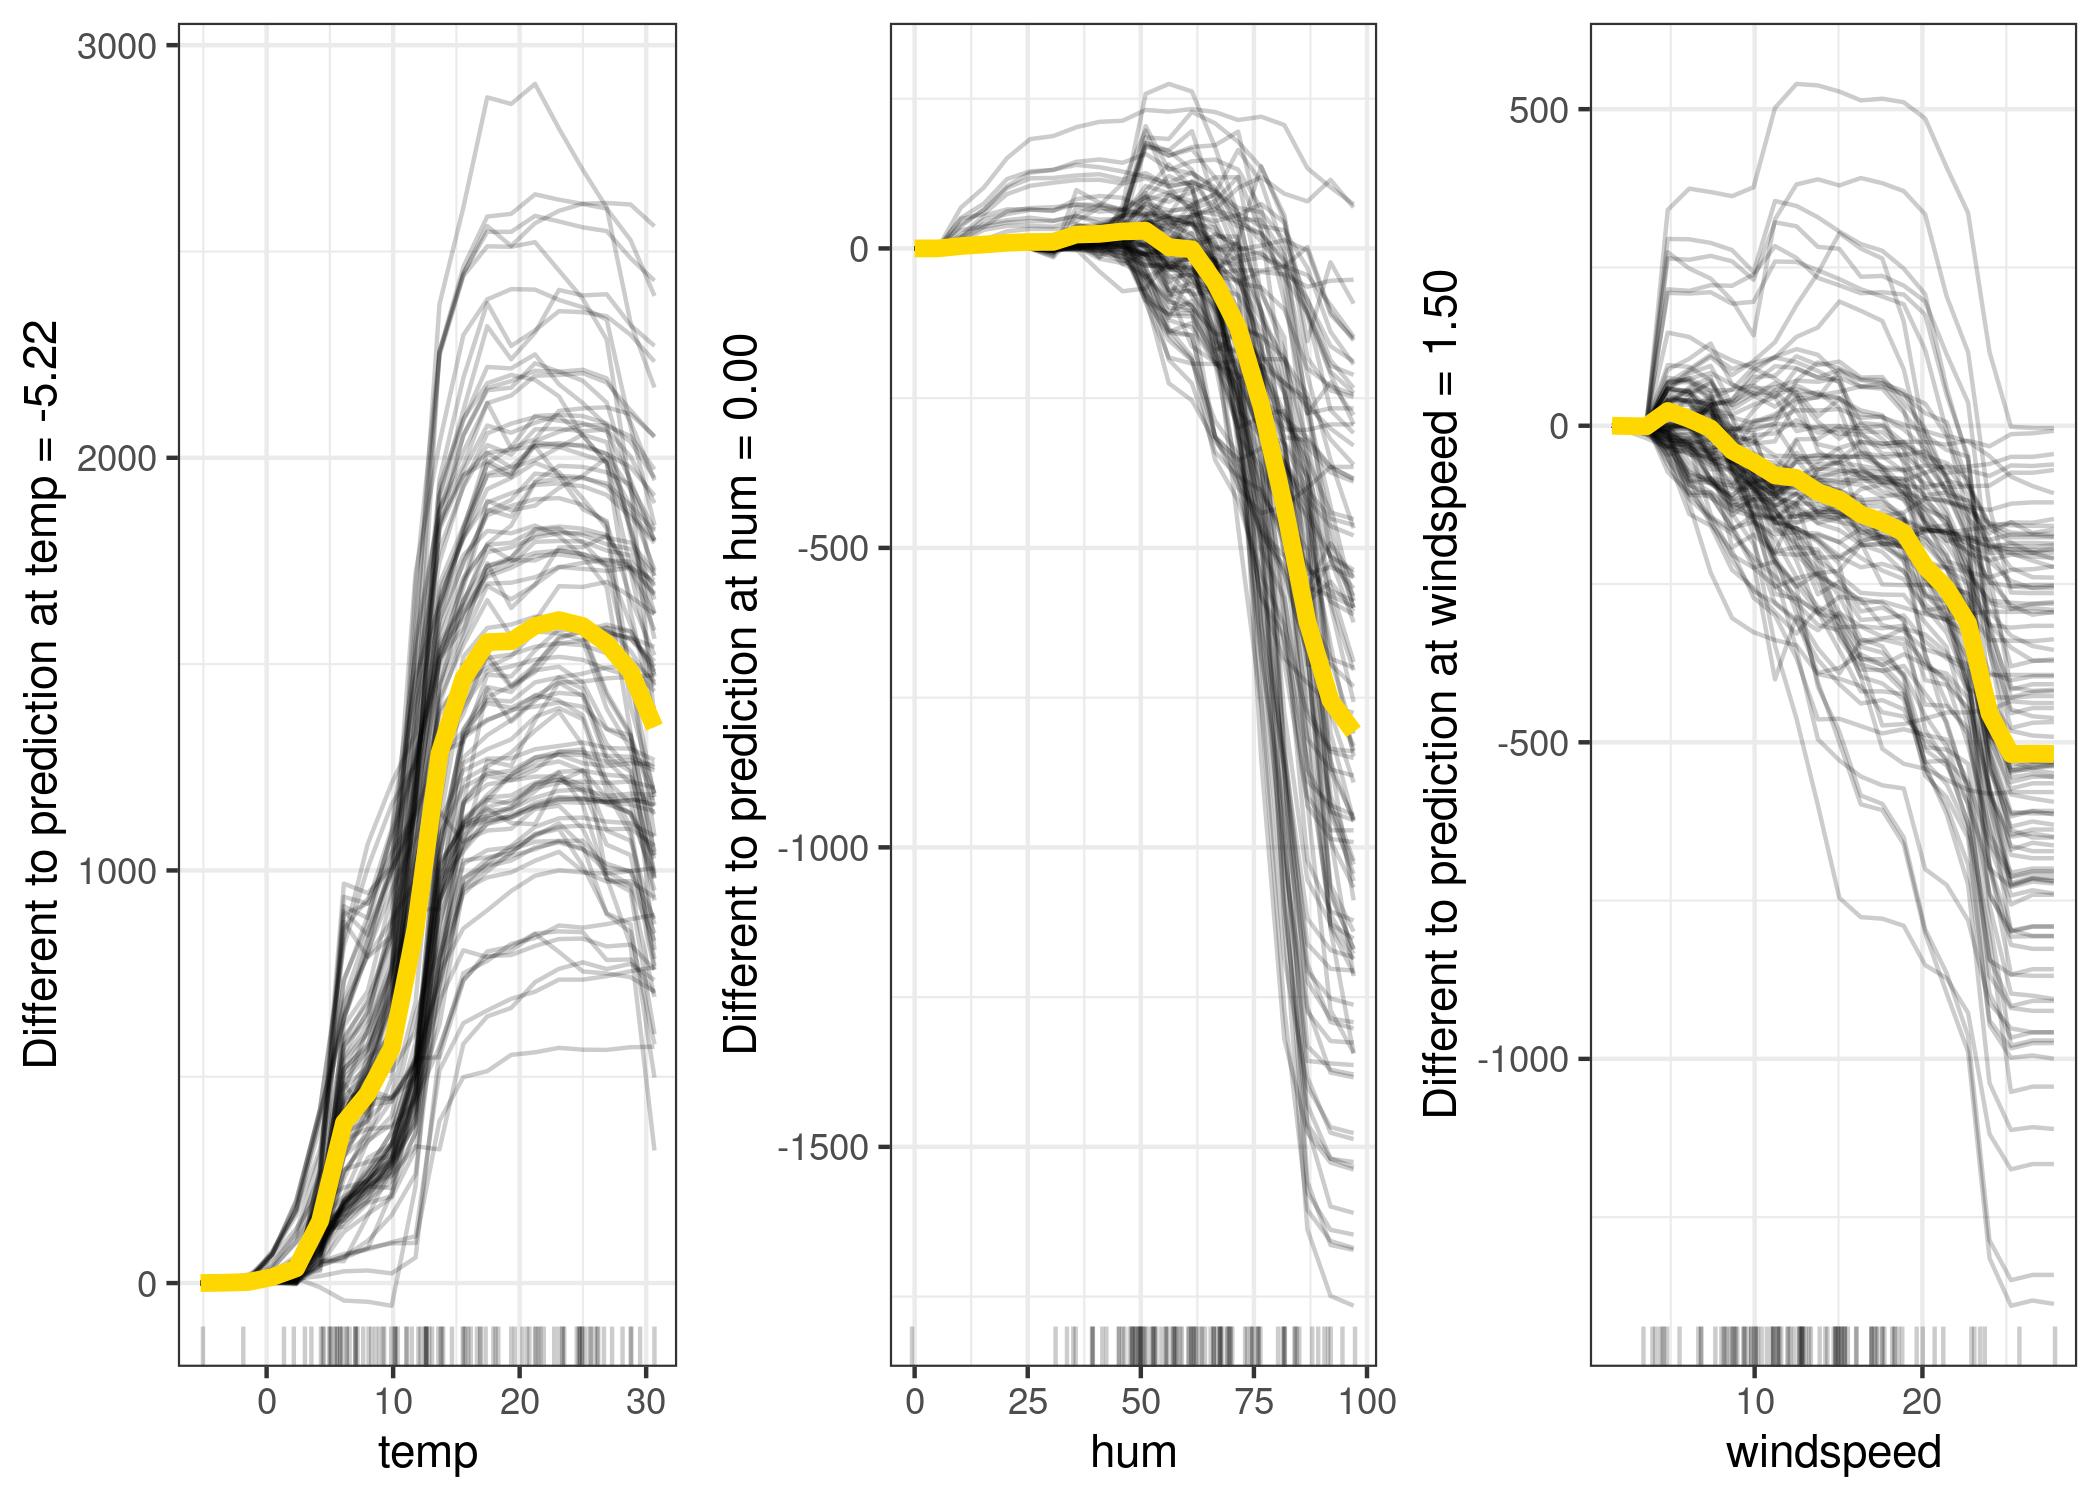 Different to prediction at temp = -5.22
3000
2000
1000
0
0 10 20 30
temp
Different to prediction at hum = 0.00
0
-500
-1000
-1500
0 25 50 75 100
hum
Different to prediction at windspeed = 1.50
500
0
-500
-1000
10 20
windspeed